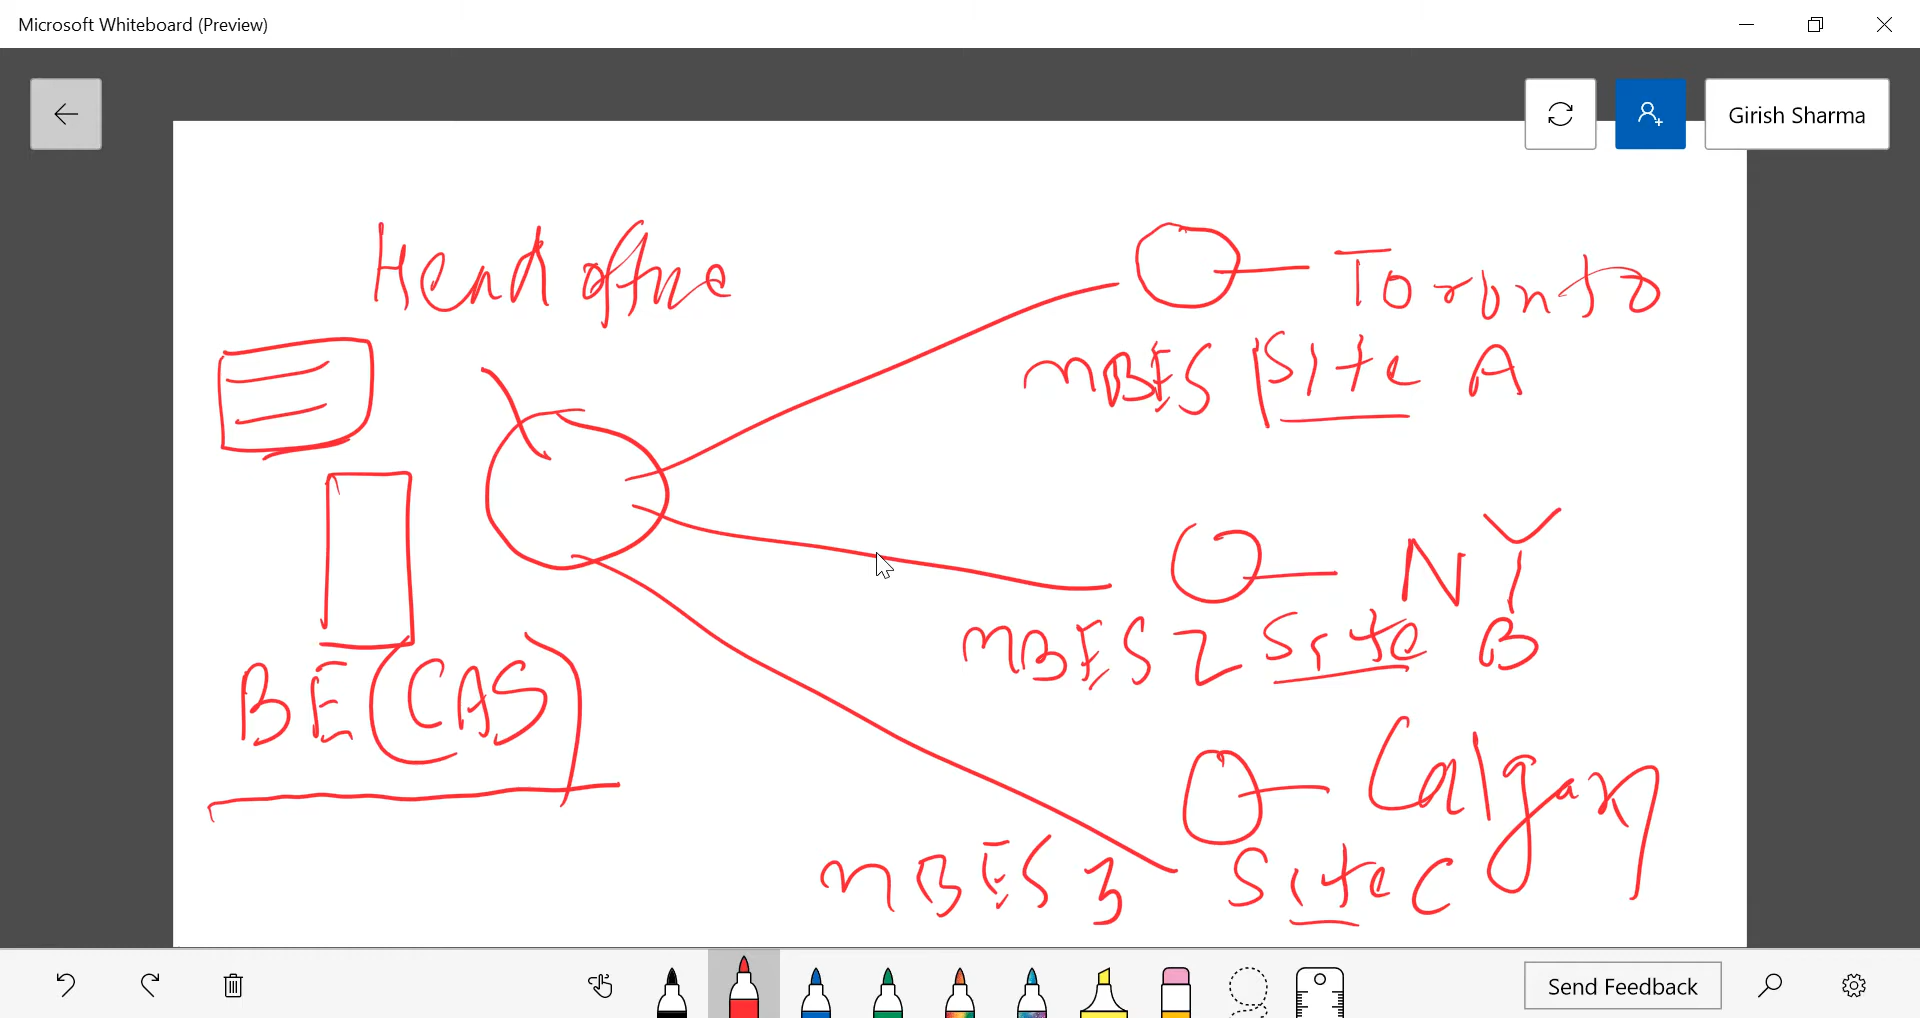 Microsoft Whiteboard (Preview)
Girish Sharma
Head office
Toronto
MBES 1 Site A
NY
MBES 2 Site B
BE (CAS)
Calgary
MBES 3 Site C
Send Feedback